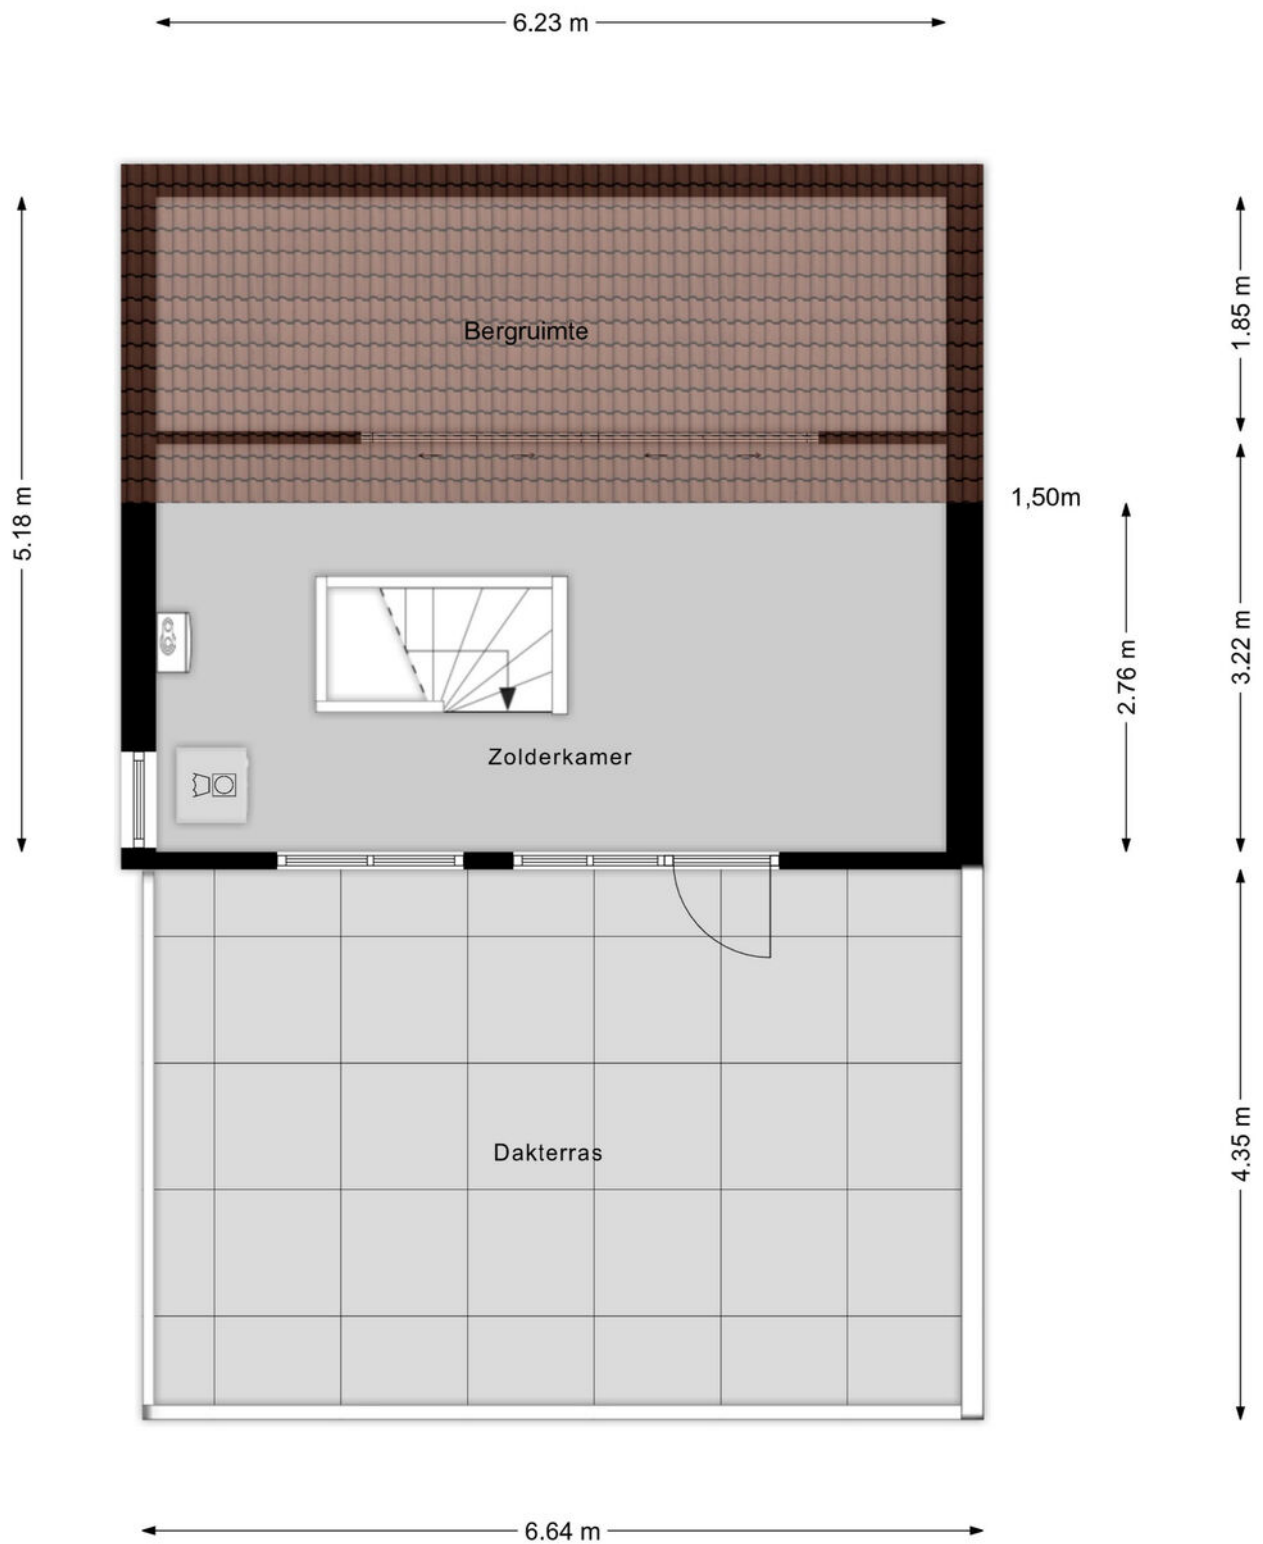 6.23 m
Bergruimte
1.85 m
5.18 m
1,50m
2.76 m
3.22 m
Zolderkamer
Dakterras
4.35 m
6.64 m